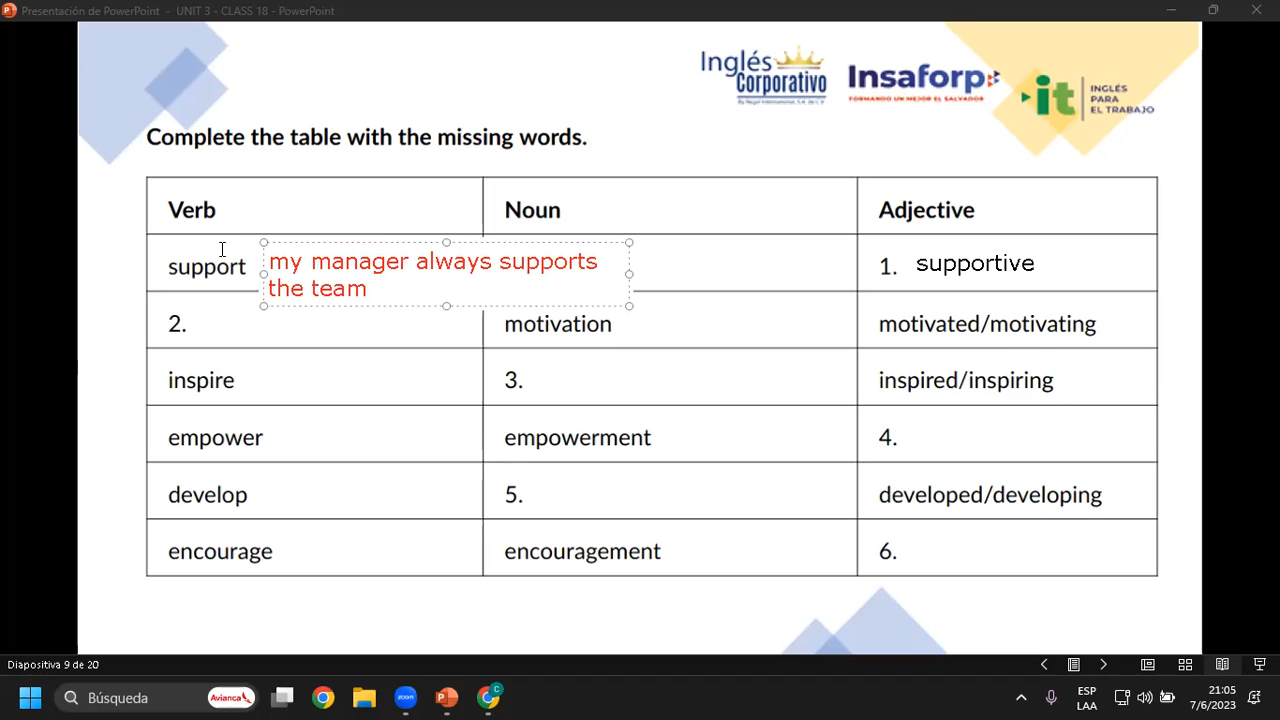 Presentación de PowerPoint - UNIT 3 - CLASS 18 - PowerPoint
Inglés
Corporativo
Insaforp
FORMANDO UN MEJOR EL SALVADOR
it
INGLÉS
PARA
EL TRABAJO
Complete the table with the missing words.
Verb Noun Adjective
support my manager always supports
the team
1. supportive
2. motivation motivated/motivating
inspire 3. inspired/inspiring
empower empowerment 4.
develop 5. developed/developing
encourage encouragement 6.
Diapositiva 9 de 20
Búsqueda Avianca zoom C ESP 21:05
LAA 7/6/2023